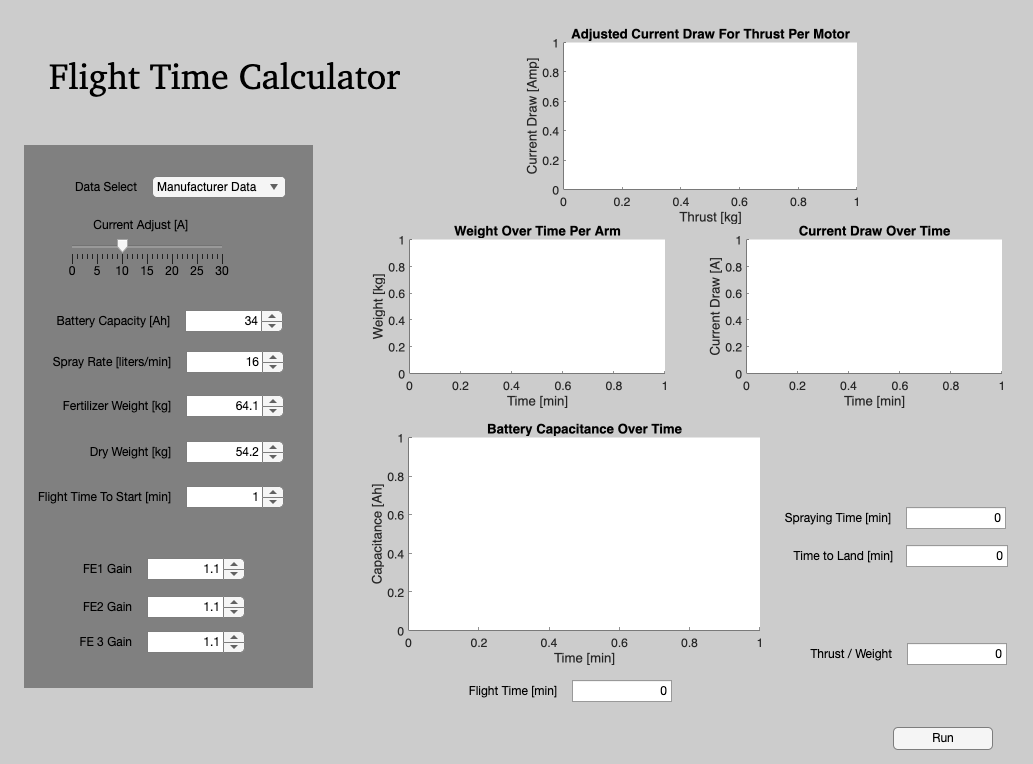 Flight Time Calculator
Data Select Manufacturer Data
Current Adjust [A]
0 5 10 15 20 25 30
Battery Capacity [Ah] 34
Spray Rate [liters/min] 16
Fertilizer Weight [kg] 64.1
Dry Weight [kg] 54.2
Flight Time To Start [min] 1
FE1 Gain 1.1
FE2 Gain 1.1
FE 3 Gain 1.1
Adjusted Current Draw For Thrust Per Motor
Current Draw [Amp]
1
0.8
0.6
0.4
0.2
0
0 0.2 0.4 0.6 0.8 1
Thrust [kg]
Weight Over Time Per Arm
Weight [kg]
1
0.8
0.6
0.4
0.2
0
0 0.2 0.4 0.6 0.8 1
Time [min]
Current Draw Over Time
Current Draw [A]
1
0.8
0.6
0.4
0.2
0
0 0.2 0.4 0.6 0.8 1
Time [min]
Battery Capacitance Over Time
Capacitance [Ah]
1
0.8
0.6
0.4
0.2
0
0 0.2 0.4 0.6 0.8 1
Time [min]
Flight Time [min] 0
Spraying Time [min] 0
Time to Land [min] 0
Thrust / Weight 0
Run